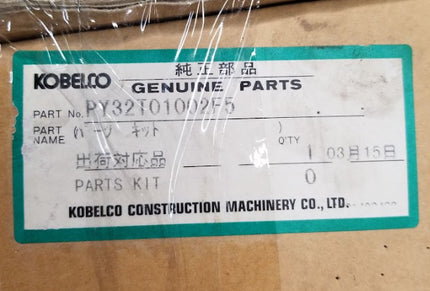 KOBELCO 純正部品
GENUINE PARTS
PART No. PY32T01002F5
PART NAME パーツ キット )
出荷対応品 Q'TY 1 03月15日
PARTS KIT 0
KOBELCO CONSTRUCTION MACHINERY CO., LTD.